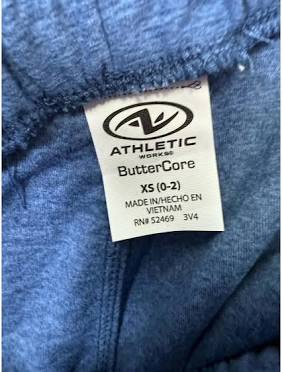 ATHLETIC
WORKS®
ButterCore
XS (0-2)
MADE IN/HECHO EN
VIETNAM
RN# 52469 3V4